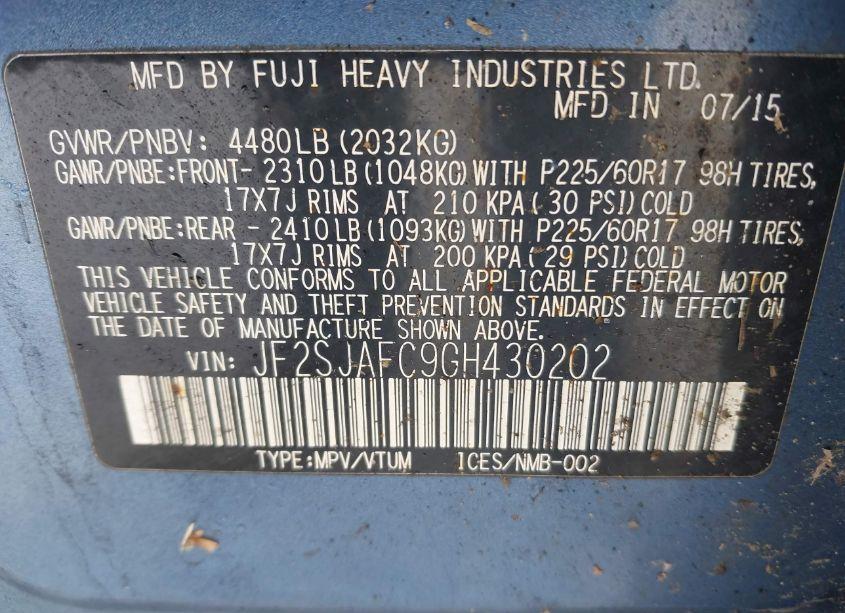 MFD BY FUJI HEAVY INDUSTRIES LTD.
MFD IN 07/15
GVWR/PNBV: 4480LB (2032KG)
GAWR/PNBE:FRONT- 2310 LB (1048KG) WITH P225/60R17 98H TIRES,
17X7J RIMS AT 210 KPA ( 30 PSI) COLD
GAWR/PNBE:REAR - 2410 LB (1093KG) WITH P225/60R17 98H TIRES,
17X7J RIMS AT 200 KPA (29 PSI) COLD
THIS VEHICLE CONFORMS TO ALL APPLICABLE FEDERAL MOTOR
VEHICLE SAFETY AND THEFT PREVENTION STANDARDS IN EFFECT ON
THE DATE OF MANUFACTURE SHOWN ABOVE.
VIN: JF2SJAFC9GH430202
TYPE:MPV/VTUM ICES/NMB-002